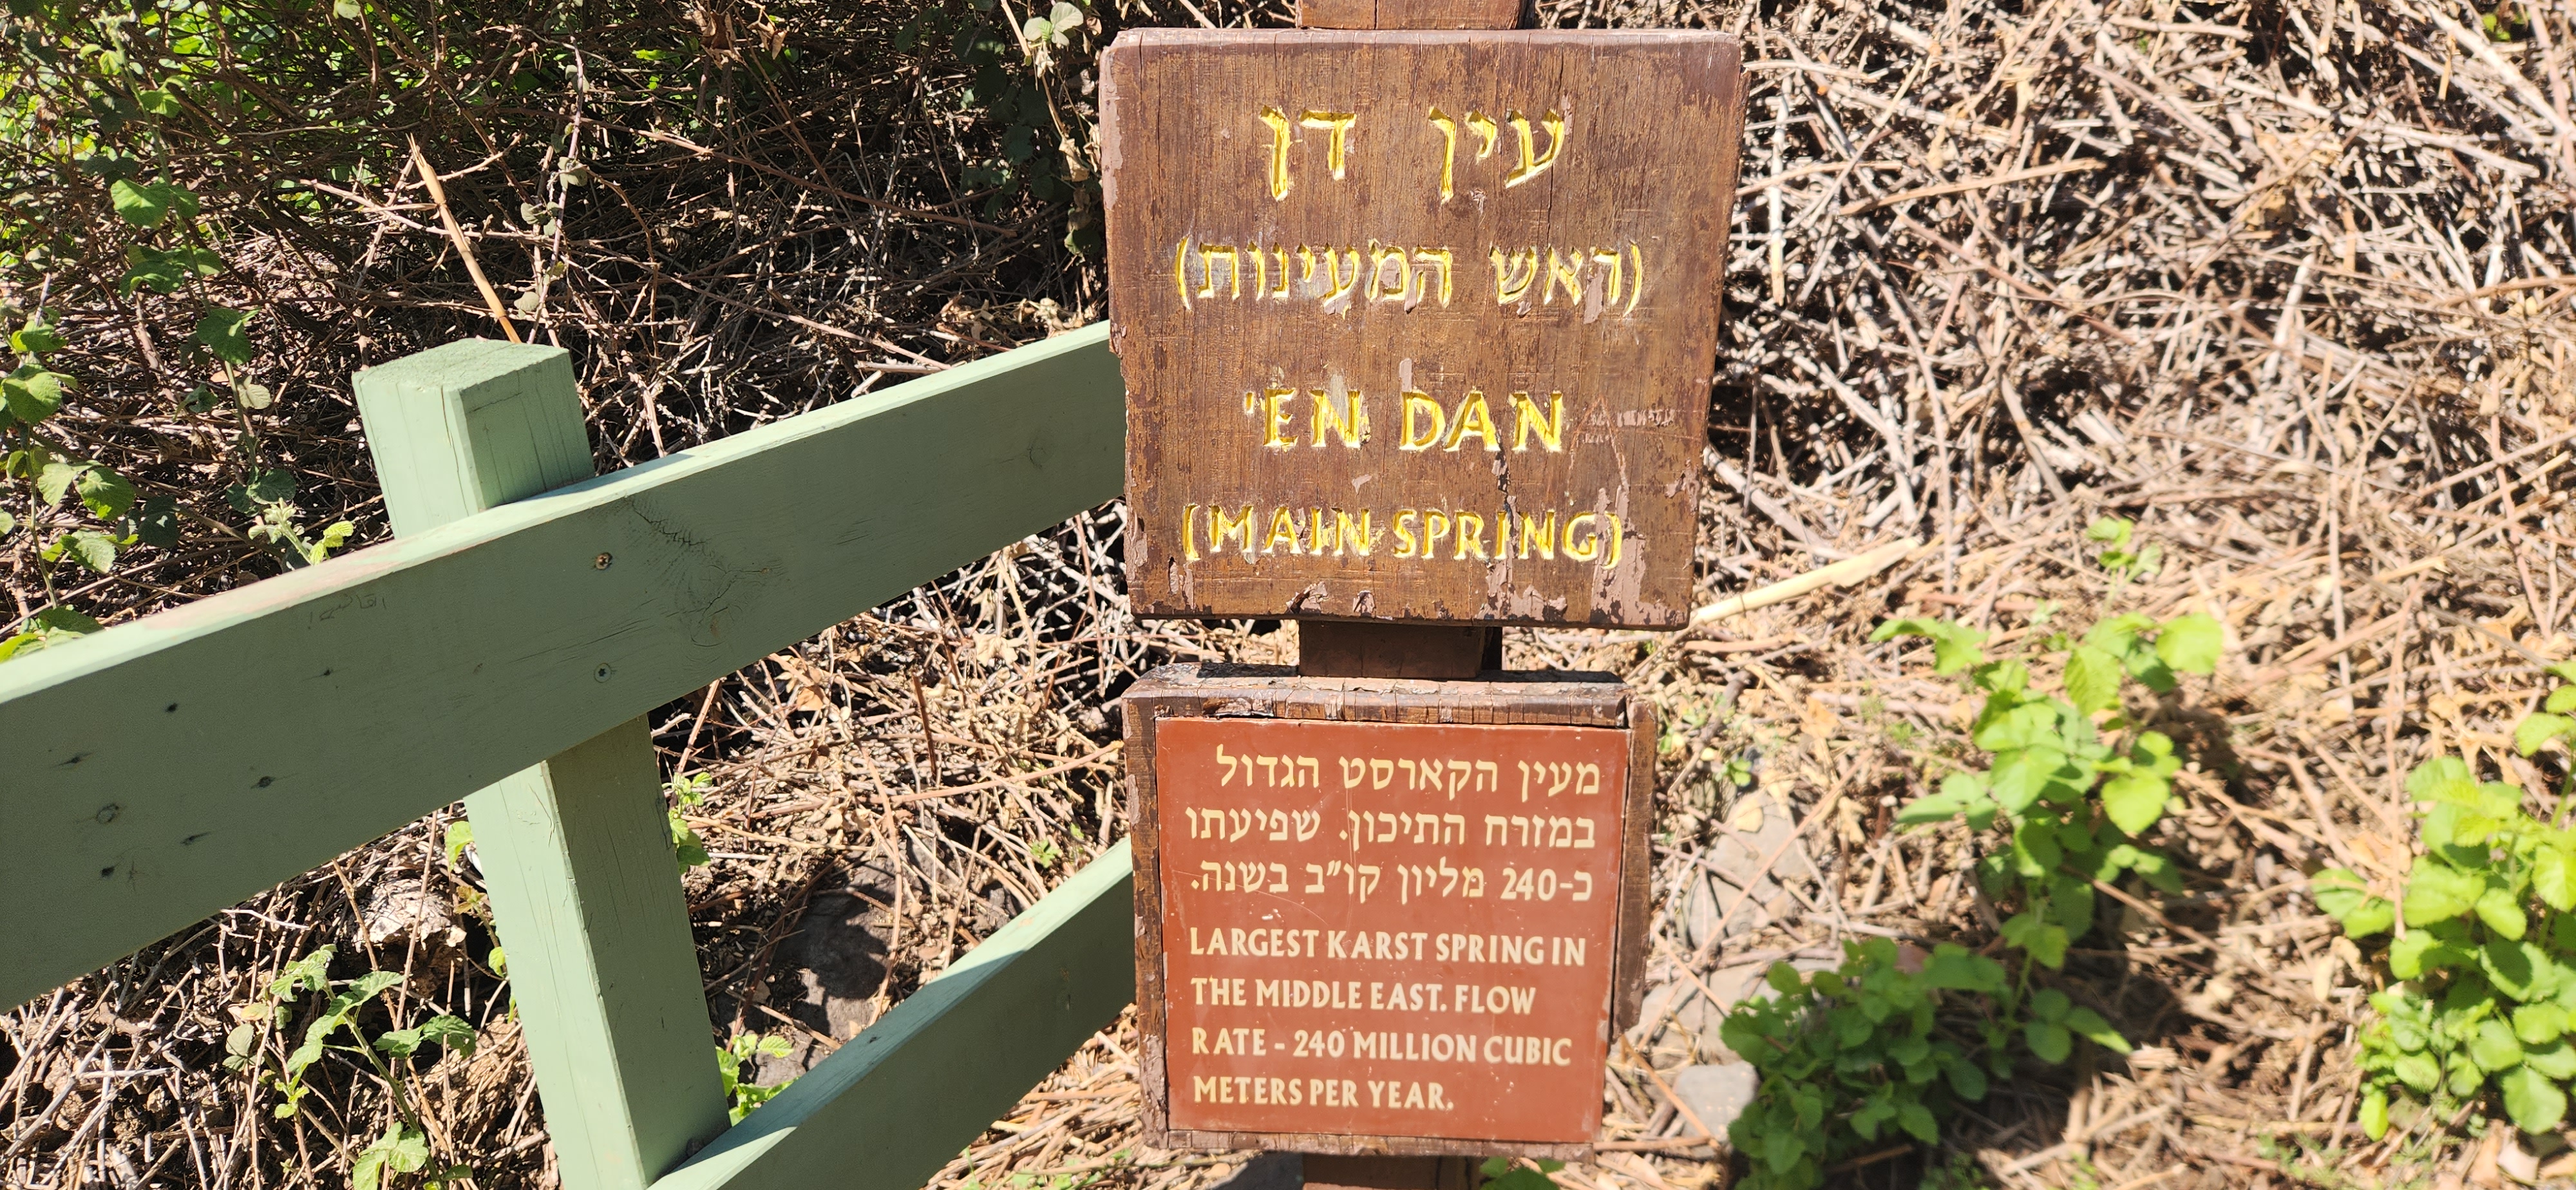 עין דן
(ראש המעינות)
'EN DAN
(MAIN SPRING)
מעין הקארסט הגדול
במזרח התיכון. שפיעתו
כ-240 מליון קו"ב בשנה.
LARGEST KARST SPRING IN
THE MIDDLE EAST. FLOW
RATE - 240 MILLION CUBIC
METERS PER YEAR.